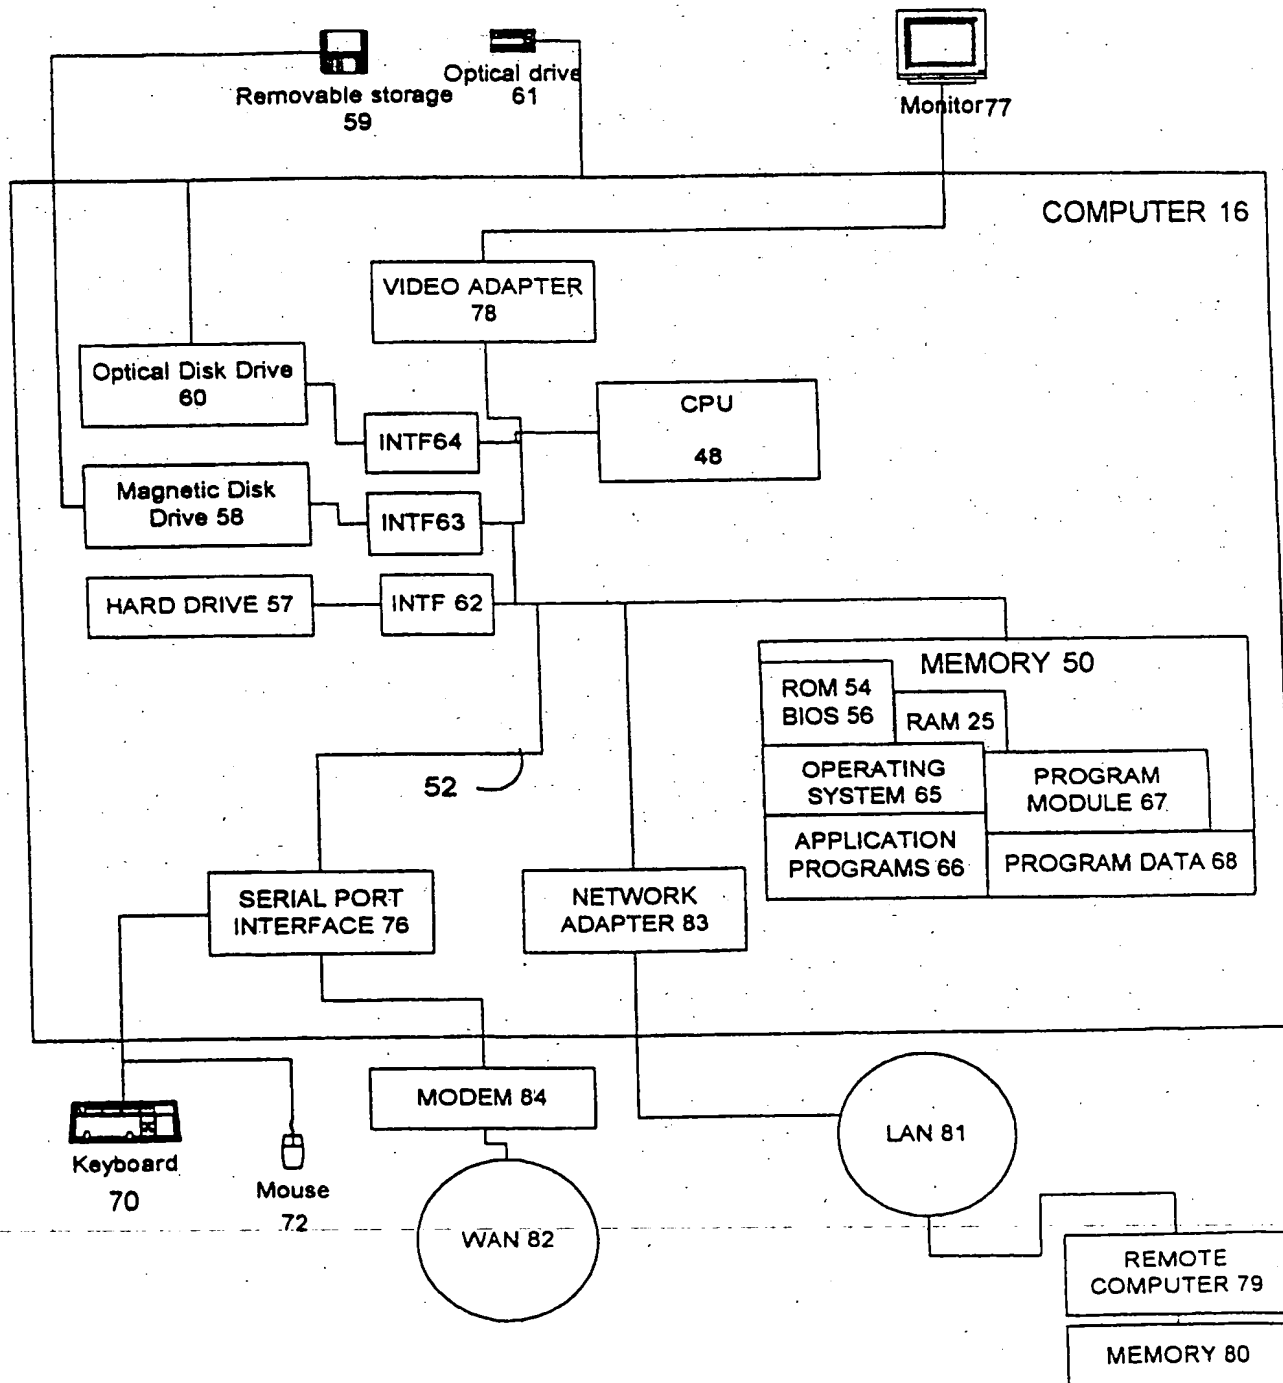 Removable storage
59
Optical drive
61
Monitor77
COMPUTER 16
VIDEO ADAPTER
78
Optical Disk Drive
60
INTF64
CPU
48
Magnetic Disk
Drive 58
INTF63
HARD DRIVE 57
INTF 62
MEMORY 50
ROM 54
BIOS 56
RAM 25
OPERATING
SYSTEM 65
PROGRAM
MODULE 67
APPLICATION
PROGRAMS 66
PROGRAM DATA 68
52
SERIAL PORT
INTERFACE 76
NETWORK
ADAPTER 83
MODEM 84
LAN 81
Keyboard
70
Mouse
72
WAN 82
REMOTE
COMPUTER 79
MEMORY 80